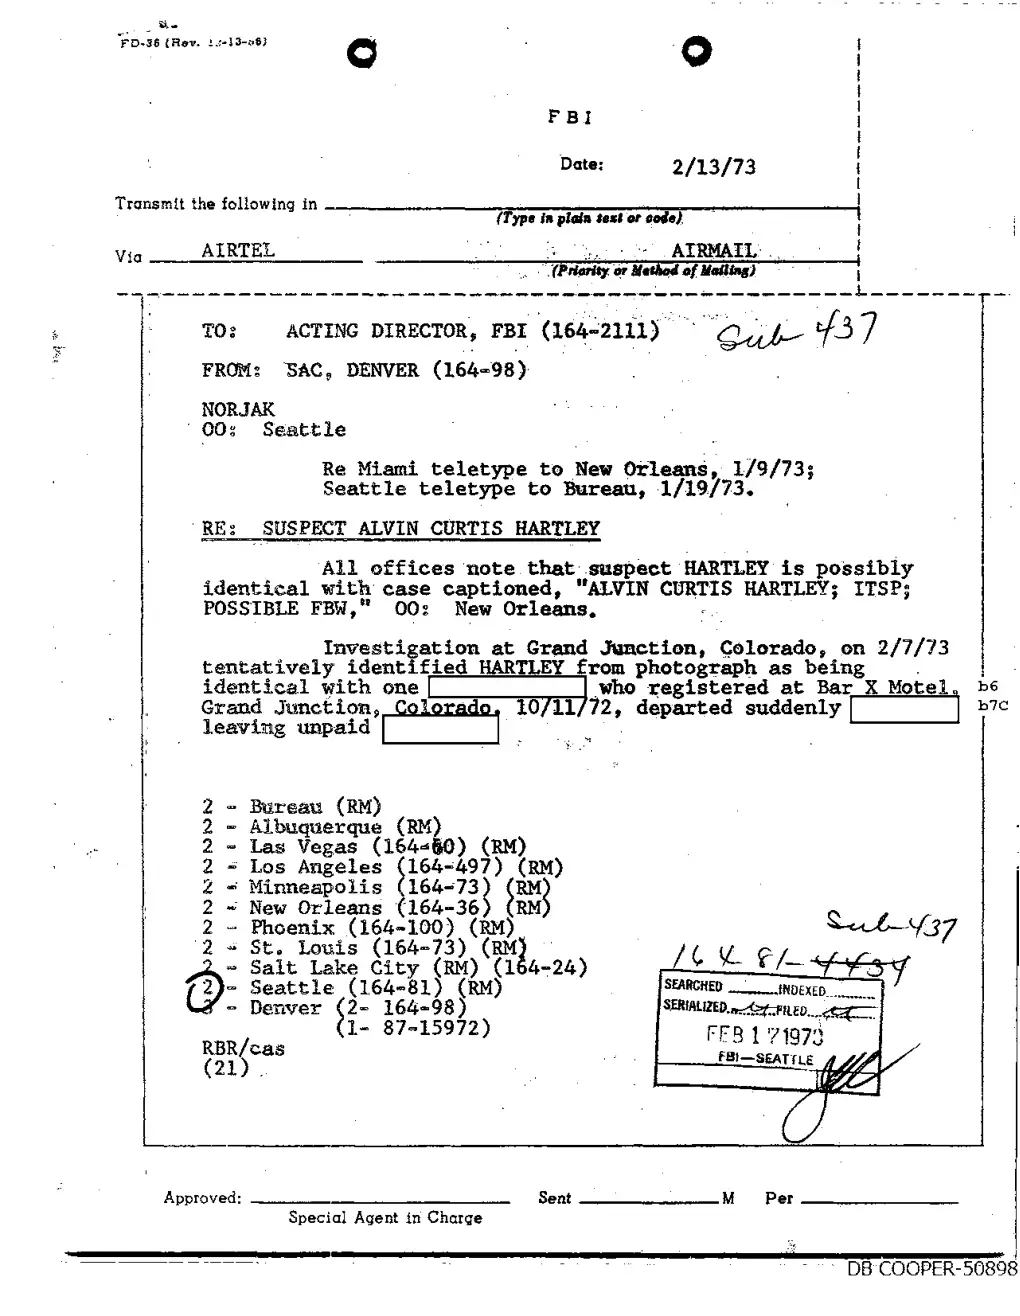 FD-36 (Rev.
FBI
Date: 2/13/73
Transmit the following in
(Type in plain text or code)
Via AIRTEL AIRMAIL
(Priority or Method of Mailing)
TO: ACTING DIRECTOR, FBI (164-2111) Sub 437
FROM: SAC, DENVER (164-98)
NORJAK
OO: Seattle
Re Miami teletype to New Orleans, 1/9/73;
Seattle teletype to Bureau, 1/19/73.
RE: SUSPECT ALVIN CURTIS HARTLEY
All offices note that suspect HARTLEY is possibly
identical with case captioned, "ALVIN CURTIS HARTLEY; ITSP;
POSSIBLE FBW," OO: New Orleans.
Investigation at Grand Junction, Colorado, on 2/7/73
tentatively identified HARTLEY from photograph as being
identical with one who registered at Bar X Motel, b6
Grand Junction, Colorado, 10/11/72, departed suddenly b7C
leaving unpaid
2 - Bureau (RM)
2 - Albuquerque (RM)
2 - Las Vegas (164-60) (RM)
2 - Los Angeles (164-497) (RM)
2 - Minneapolis (164-73) (RM)
2 - New Orleans (164-36) (RM)
2 - Phoenix (164-100) (RM)
2 - St. Louis (164-73) (RM)
2 - Salt Lake City (RM) (164-24)
2 - Seattle (164-81) (RM)
3 - Denver (2- 164-98)
(1- 87-15972)
RBR/cas
(21)
Sub-437
164-81-4434
SEARCHED INDEXED
SERIALIZED FILED
FEB 17 1973
FBI—SEATTLE
Approved: Sent M Per
Special Agent in Charge
DB COOPER-50898